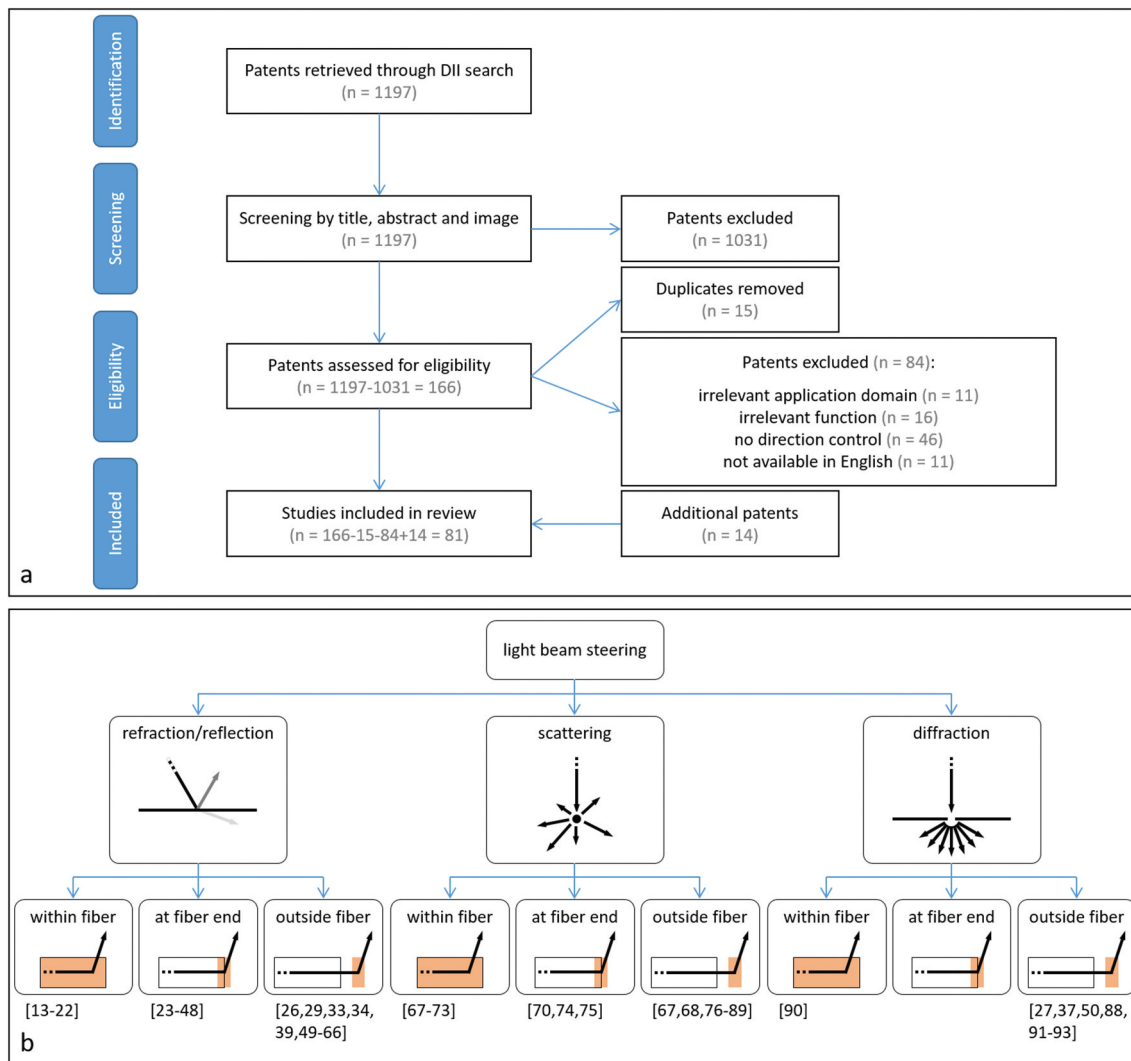 Identification
Patents retrieved through DII search
(n = 1197)
Screening
Screening by title, abstract and image
(n = 1197)
Patents excluded
(n = 1031)
Duplicates removed
(n = 15)
Eligibility
Patents assessed for eligibility
(n = 1197-1031 = 166)
Patents excluded (n = 84):
irrelevant application domain (n = 11)
irrelevant function (n = 16)
no direction control (n = 46)
not available in English (n = 11)
Included
Studies included in review
(n = 166-15-84+14 = 81)
Additional patents
(n = 14)
a
light beam steering
refraction/reflection
scattering
diffraction
within fiber
at fiber end
outside fiber
within fiber
at fiber end
outside fiber
within fiber
at fiber end
outside fiber
[13-22]
[23-48]
[26,29,33,34,
39,49-66]
[67-73]
[70,74,75]
[67,68,76-89]
[90]
[27,37,50,88,
91-93]
b